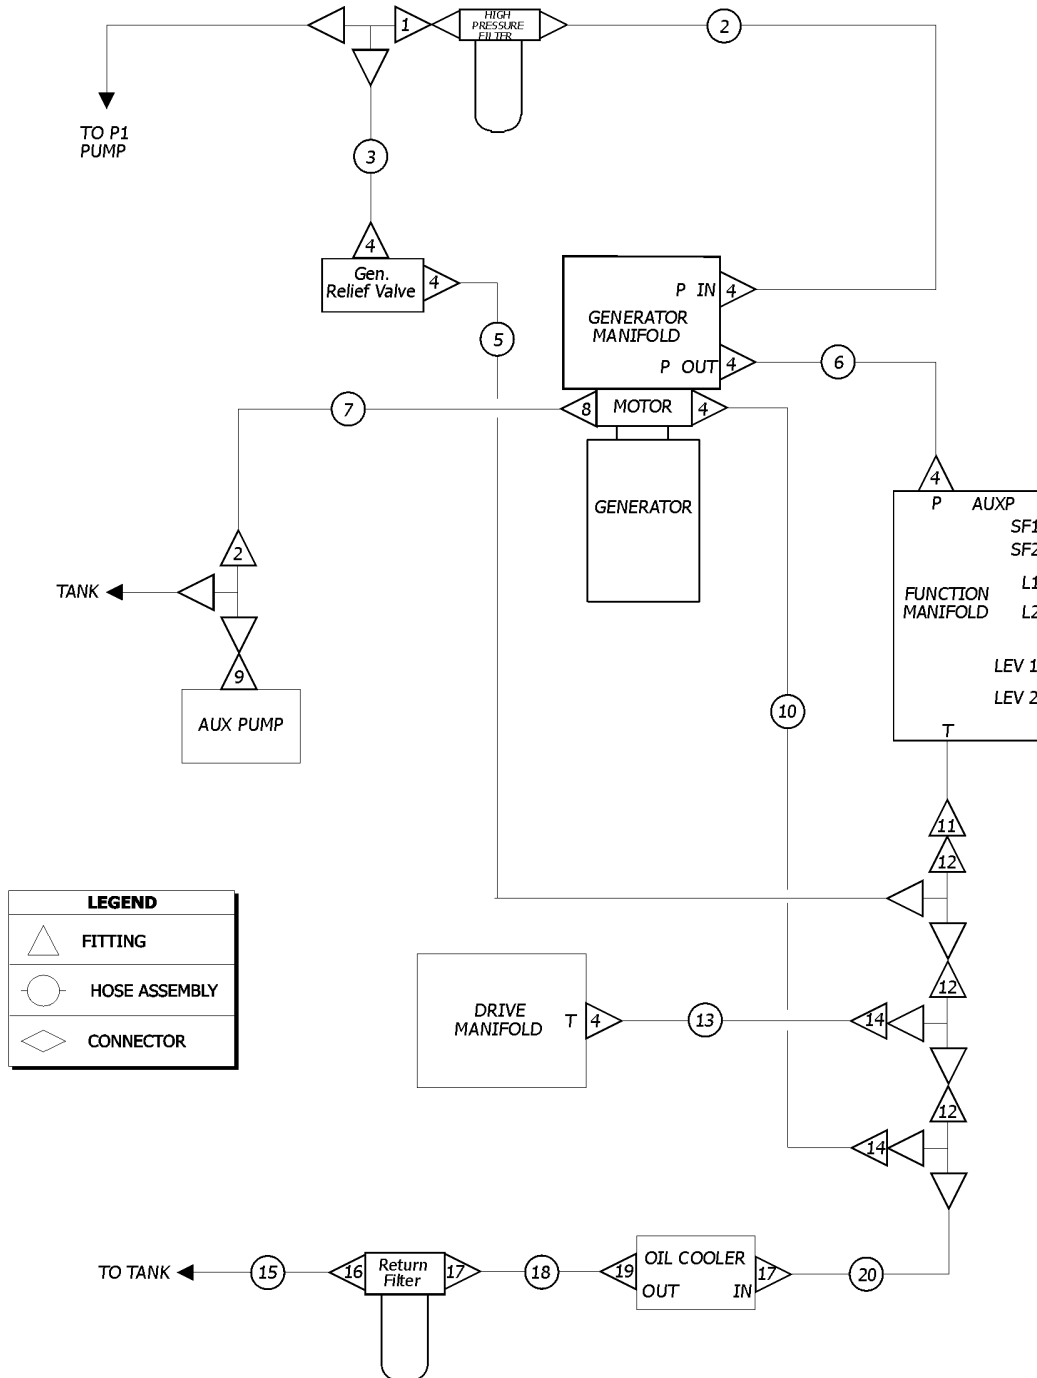 HIGH
PRESSURE
FILTER
1
2
TO P1
PUMP
3
4
Gen.
Relief Valve
4
5
P IN
4
GENERATOR
MANIFOLD
P OUT
4
6
7
8
MOTOR
4
GENERATOR
4
P
AUXP
SF1
SF2
L1
L2
FUNCTION
MANIFOLD
LEV 1
LEV 2
T
2
TANK
9
AUX PUMP
10
11
12
LEGEND
FITTING
HOSE ASSEMBLY
CONNECTOR
12
DRIVE
MANIFOLD
T
4
13
14
12
14
TO TANK
15
16
Return
Filter
17
18
19
OIL COOLER
OUT
IN
17
20